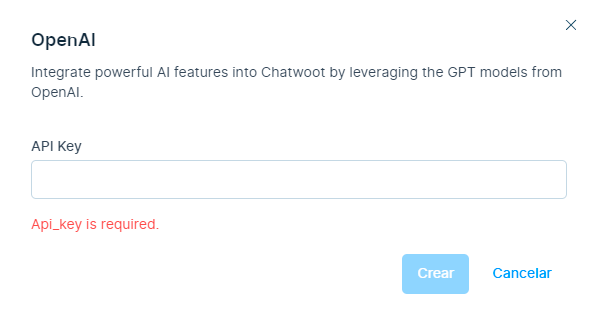 OpenAI
Integrate powerful AI features into Chatwoot by leveraging the GPT models from
OpenAI.
API Key
Api_key is required.
Crear
Cancelar